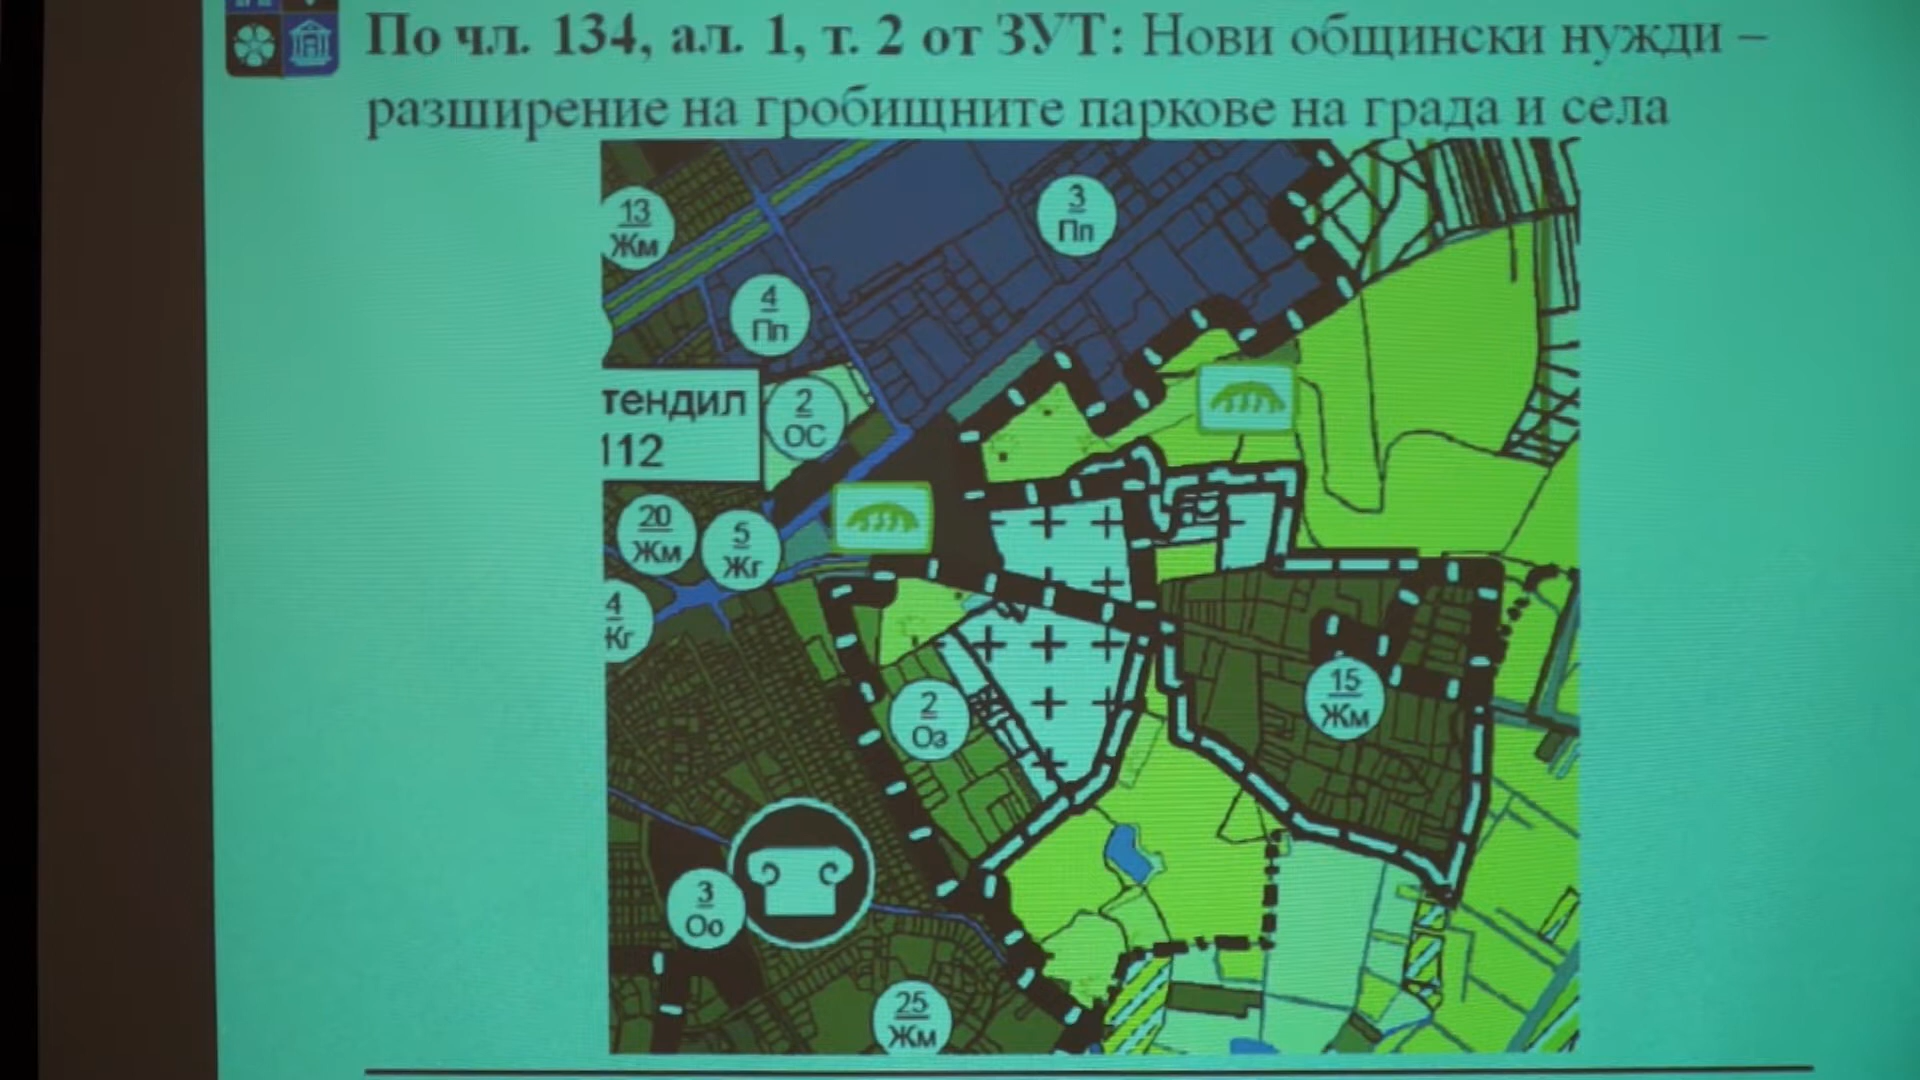 По чл. 134, ал. 1, т. 2 от ЗУТ: Нови общински нужди –
разширение на гробищните паркове на града и села
13
Жм
3
Пп
4
Пп
тендил
112
2
ОС
20
Жм
5
Жг
4
Жг
15
Жм
2
Оз
3
Оо
25
Жм